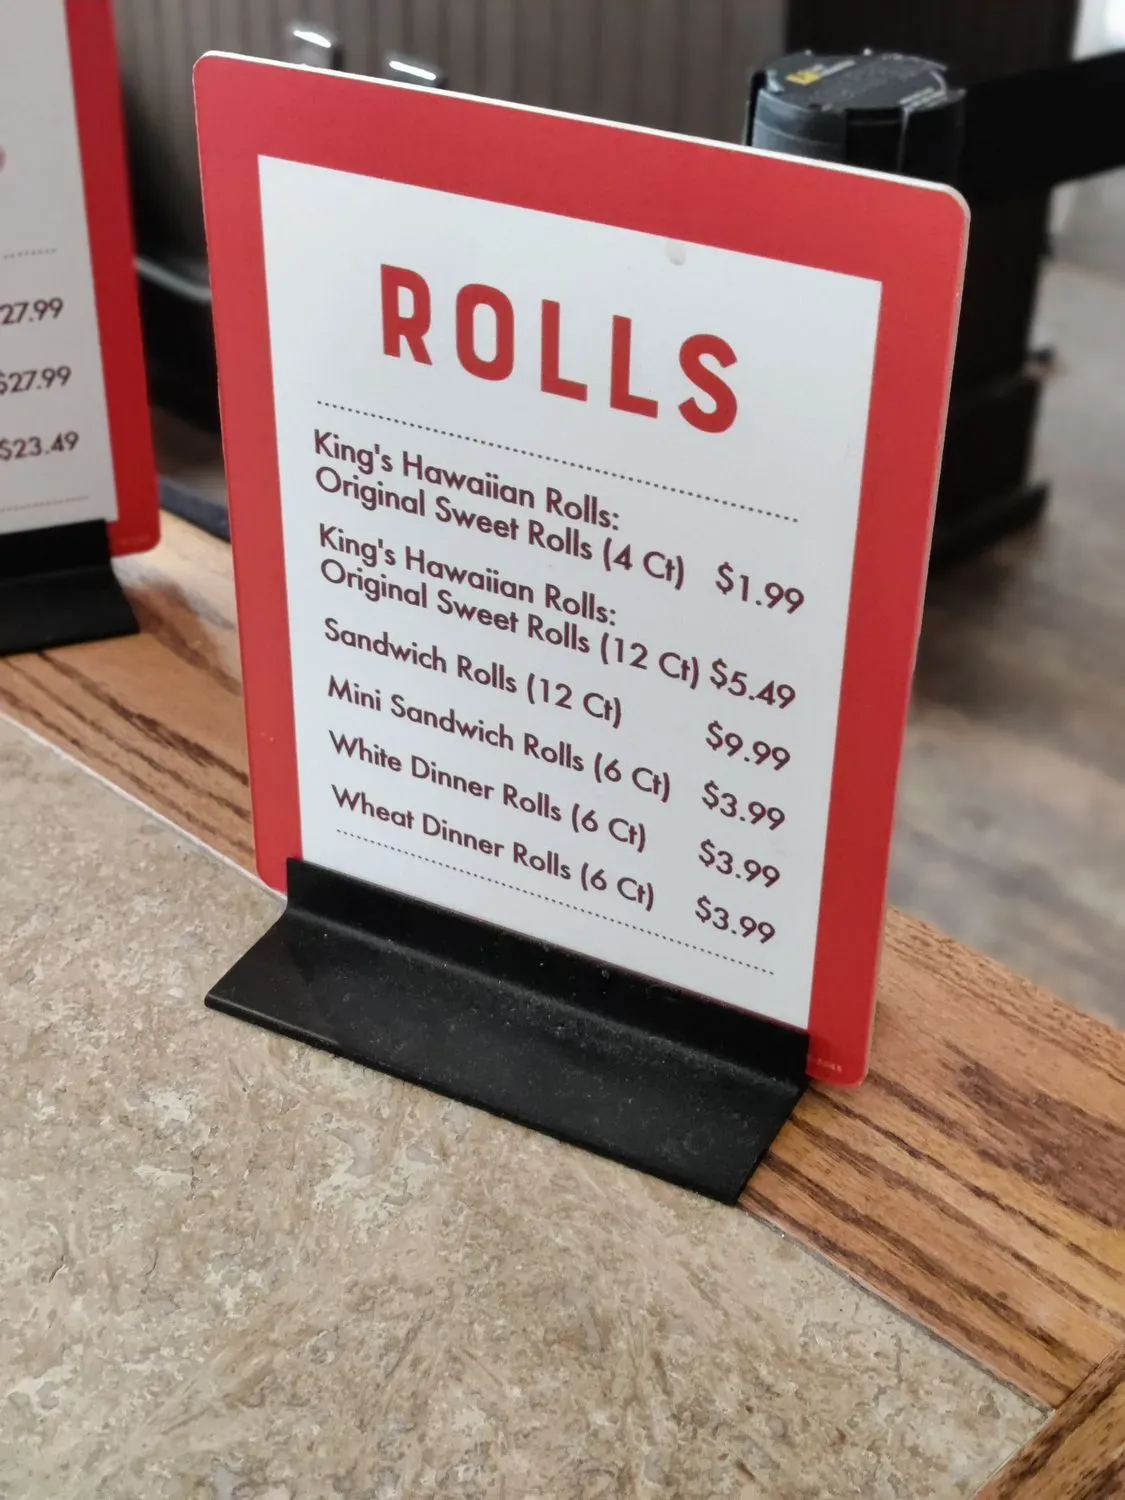 27.99
$27.99
$23.49
ROLLS
King's Hawaiian Rolls:
Original Sweet Rolls (4 Ct) $1.99
King's Hawaiian Rolls:
Original Sweet Rolls (12 Ct) $5.49
Sandwich Rolls (12 Ct) $9.99
Mini Sandwich Rolls (6 Ct) $3.99
White Dinner Rolls (6 Ct) $3.99
Wheat Dinner Rolls (6 Ct) $3.99